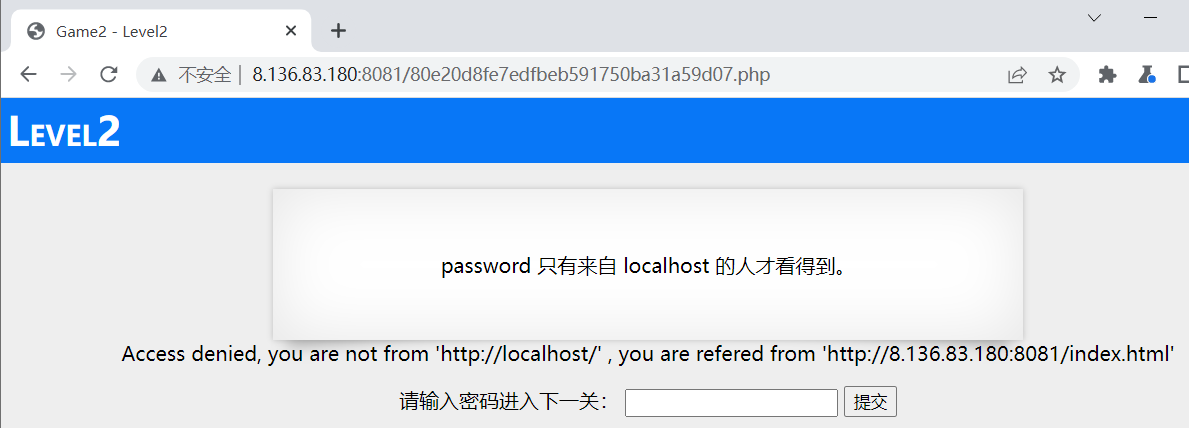 Game2 - Level2
不安全 | 8.136.83.180:8081/80e20d8fe7edfbeb591750ba31a59d07.php
LEVEL2
password 只有来自 localhost 的人才看得到。
Access denied, you are not from 'http://localhost/' , you are refered from 'http://8.136.83.180:8081/index.html'
请输入密码进入下一关： 提交